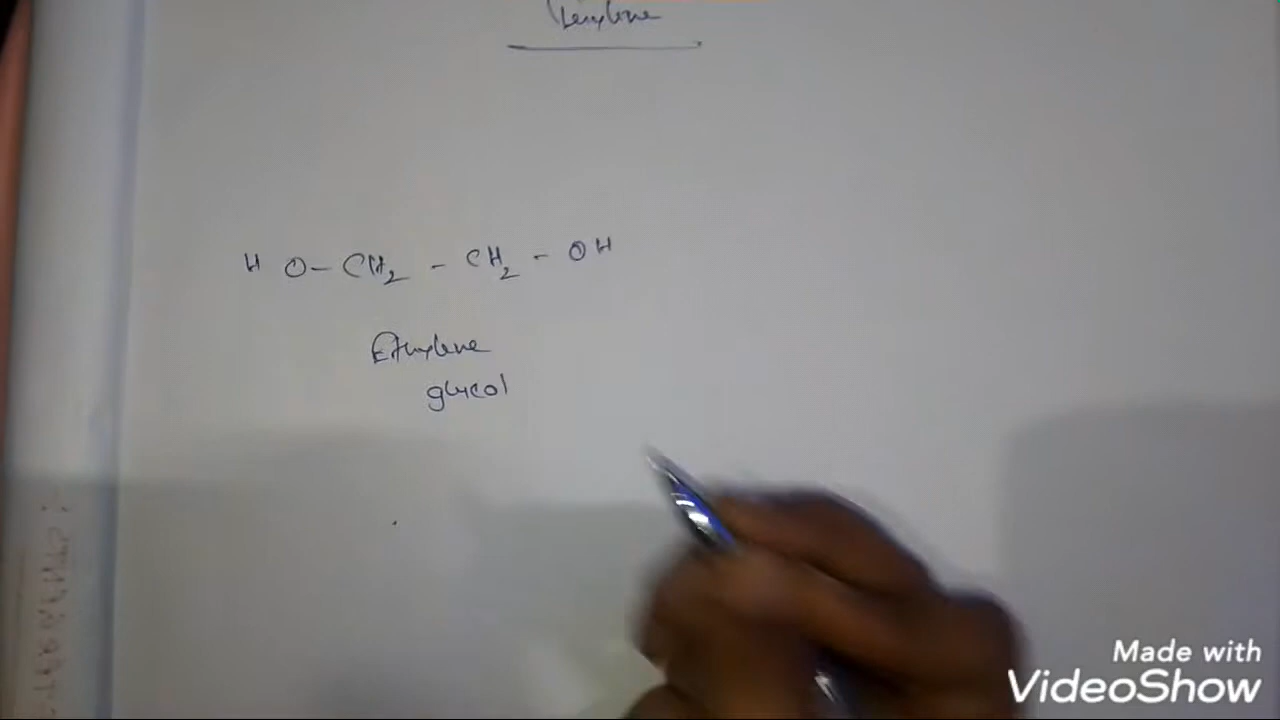 Terylene
H O – CH2 – CH2 – OH
Ethylene
glycol
Made with
VideoShow